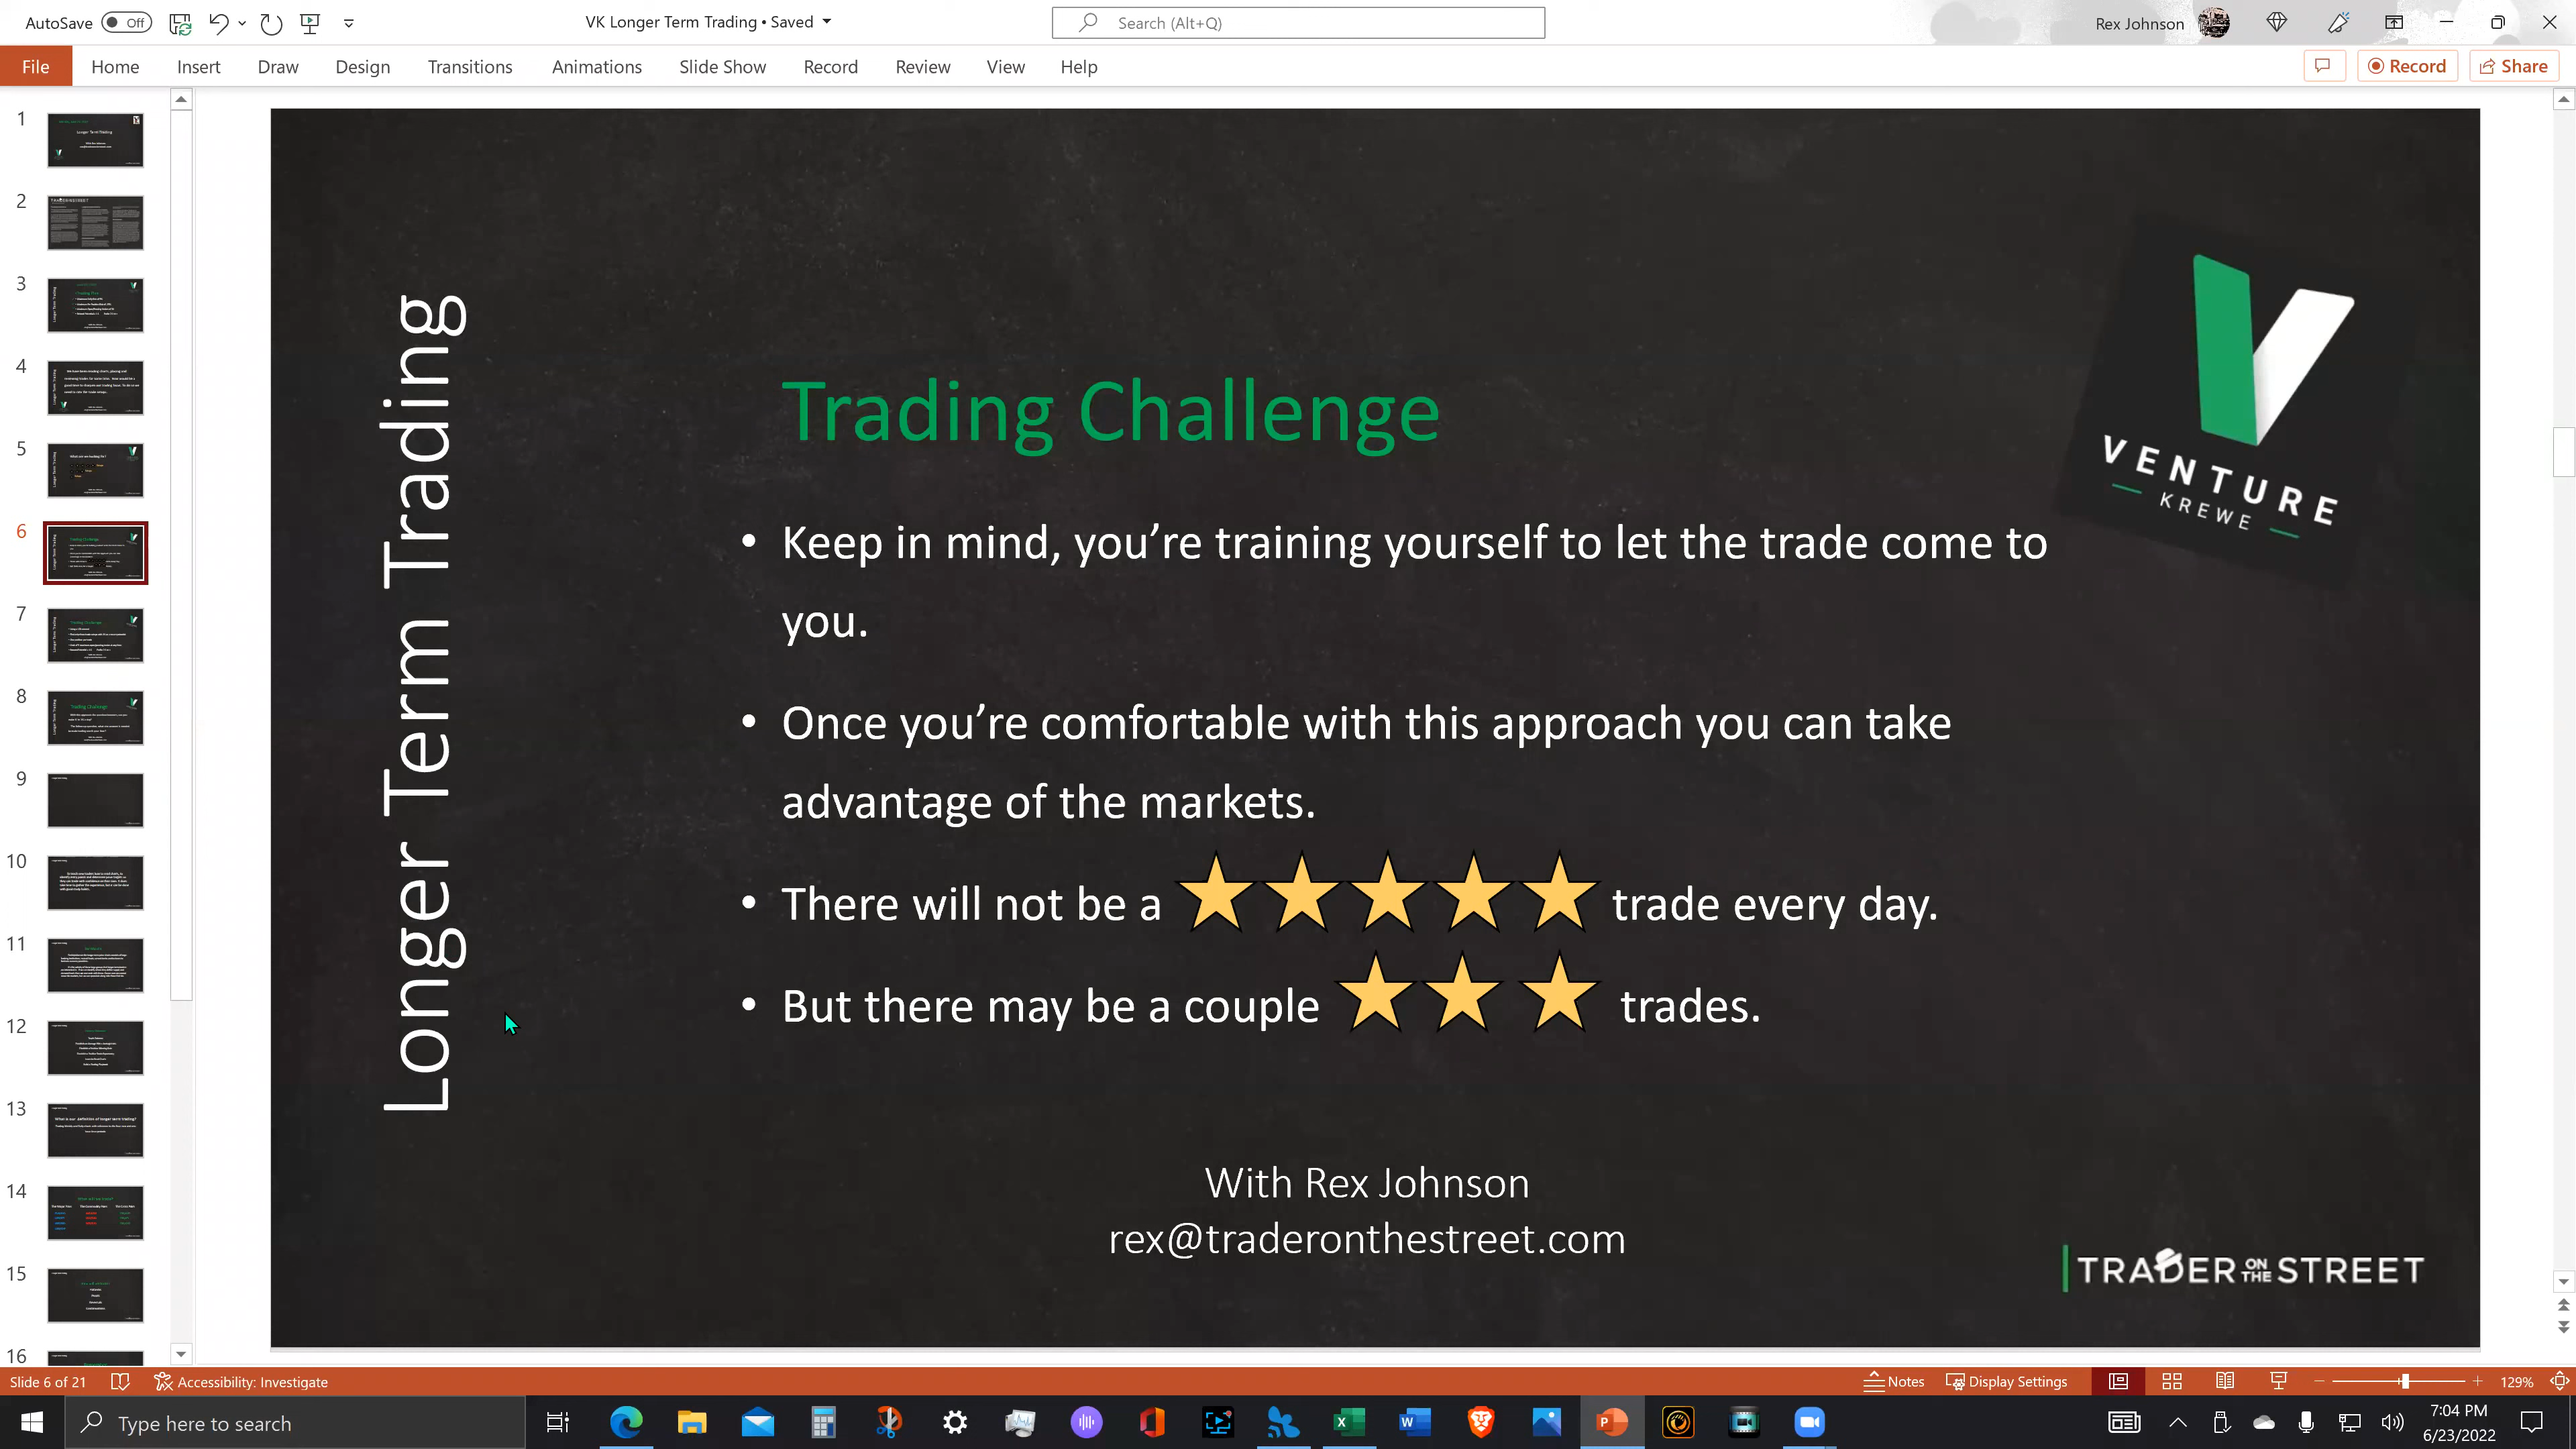 AutoSave Off
VK Longer Term Trading • Saved
Search (Alt+Q)
Rex Johnson
File Home Insert Draw Design Transitions Animations Slide Show Record Review View Help
Record
Share
1
2
3
4
5
6
7
8
9
10
11
12
13
14
15
16
Longer Term Trading
Trading Challenge
• Keep in mind, you're training yourself to let the trade come to
you.
• Once you're comfortable with this approach you can take
advantage of the markets.
• There will not be a trade every day.
• But there may be a couple trades.
VENTURE
KREWE
With Rex Johnson
rex@traderonthestreet.com
TRADER ON THE STREET
Slide 6 of 21
Accessibility: Investigate
Notes
Display Settings
129%
Type here to search
7:04 PM
6/23/2022